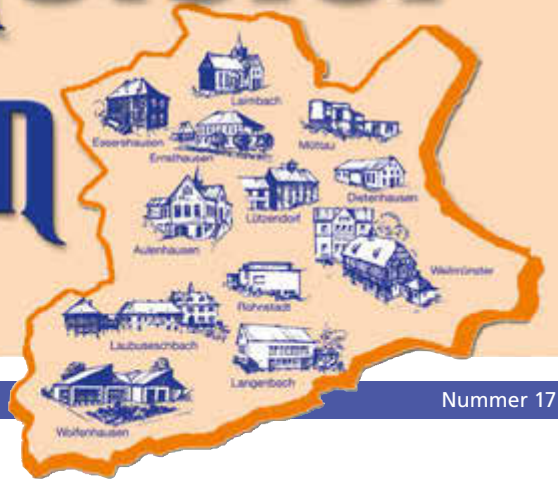 Laimbach
Essershausen
Ernsthausen
Möttau
Dietenhausen
Lützendorf
Aulenhausen
Weilmünster
Rohnstadt
Laubuseschbach
Langenbach
Wolfenhausen
Nummer 17